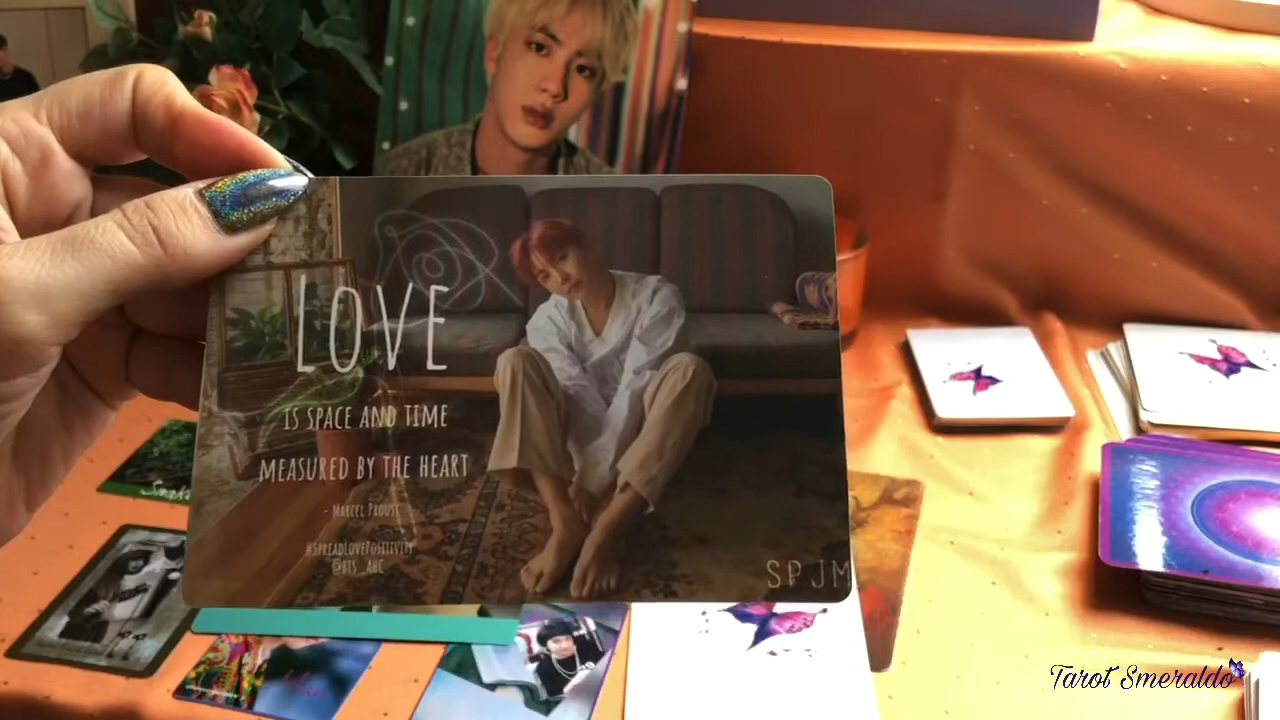 LOVE
IS SPACE AND TIME
MEASURED BY THE HEART
- MARCEL PROUST
#SPREADLOVEPOSITIVITY
@BTS_AHC
SPJM
Tarot Smeraldo